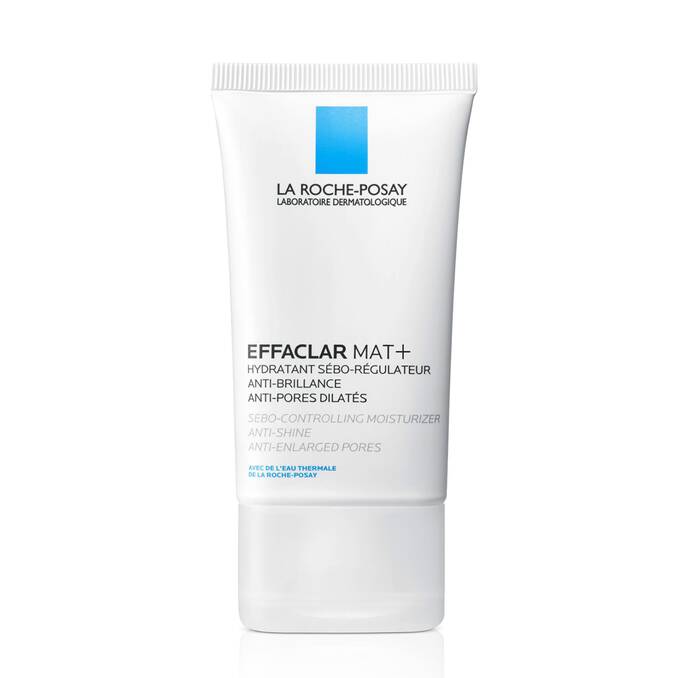 LA ROCHE-POSAY
LABORATOIRE DERMATOLOGIQUE
EFFACLAR MAT+
HYDRATANT SÉBO-RÉGULATEUR
ANTI-BRILLANCE
ANTI-PORES DILATÉS
SEBO-CONTROLLING MOISTURIZER
ANTI-SHINE
ANTI-ENLARGED PORES
AVEC DE L'EAU THERMALE
DE LA ROCHE-POSAY